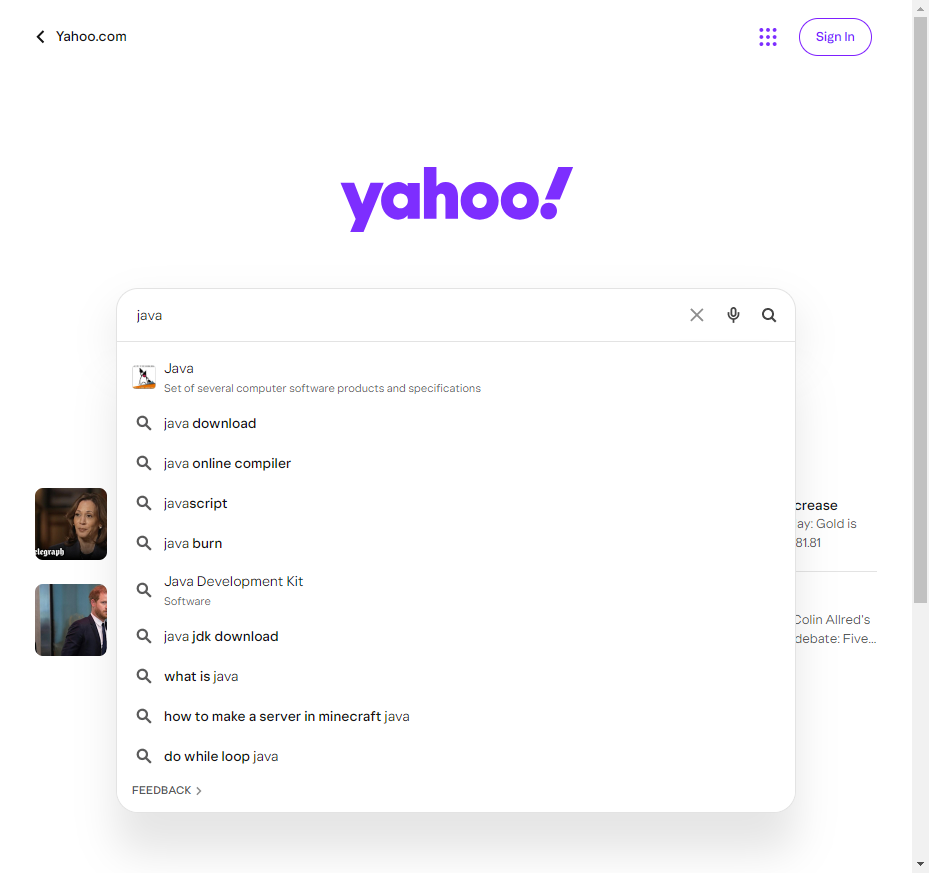 Yahoo.com
Sign In
yahoo!
java
Java
Set of several computer software products and specifications
java download
java online compiler
javascript
java burn
Java Development Kit
Software
java jdk download
what is java
how to make a server in minecraft java
do while loop java
FEEDBACK
elegraph
crease
ay: Gold is
81.81
Colin Allred's
debate: Five...